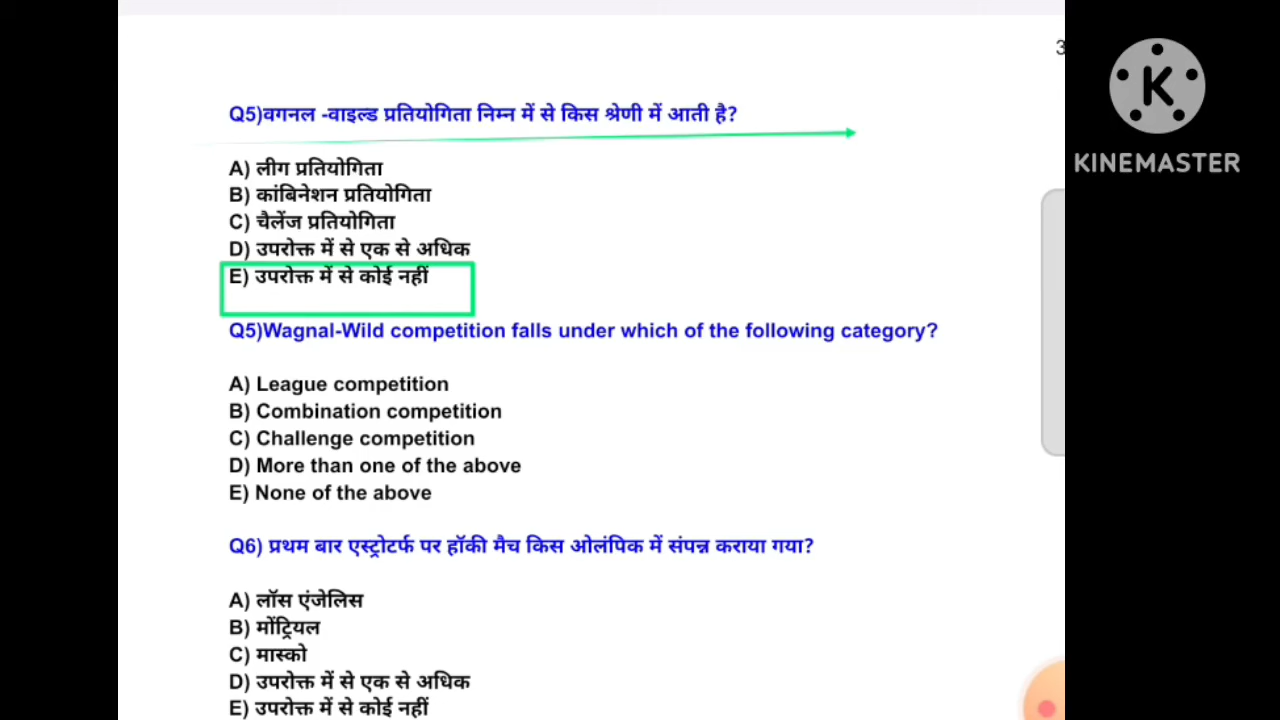 3
Q5)वगनल -वाइल्ड प्रतियोगिता निम्न में से किस श्रेणी में आती है?
A) लीग प्रतियोगिता
B) कांबिनेशन प्रतियोगिता
C) चैलेंज प्रतियोगिता
D) उपरोक्त में से एक से अधिक
E) उपरोक्त में से कोई नहीं
Q5)Wagnal-Wild competition falls under which of the following category?
A) League competition
B) Combination competition
C) Challenge competition
D) More than one of the above
E) None of the above
Q6) प्रथम बार एस्ट्रोटर्फ पर हॉकी मैच किस ओलंपिक में संपन्न कराया गया?
A) लॉस एंजेलिस
B) मोंट्रियल
C) मास्को
D) उपरोक्त में से एक से अधिक
E) उपरोक्त में से कोई नहीं
K
KINEMASTER